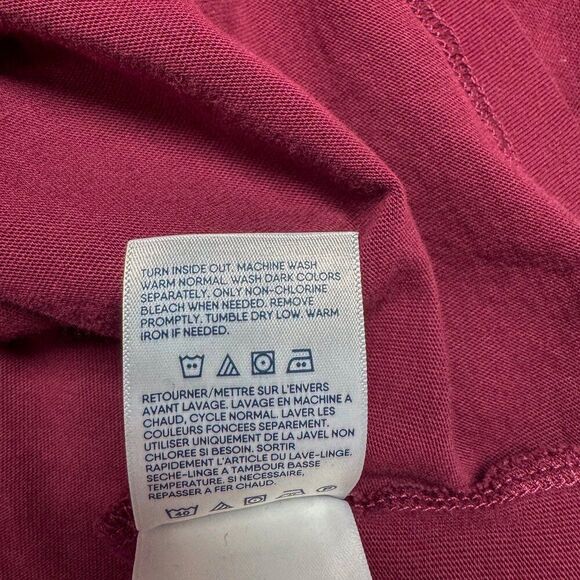 TURN INSIDE OUT. MACHINE WASH
WARM NORMAL. WASH DARK COLORS
SEPARATELY. ONLY NON-CHLORINE
BLEACH WHEN NEEDED. REMOVE
PROMPTLY. TUMBLE DRY LOW. WARM
IRON IF NEEDED.
RETOURNER/METTRE SUR L'ENVERS
AVANT LAVAGE. LAVAGE EN MACHINE A
CHAUD, CYCLE NORMAL. LAVER LES
COULEURS FONCEES SEPAREMENT.
UTILISER UNIQUEMENT DE LA JAVEL NON
CHLOREE SI BESOIN. SORTIR
RAPIDEMENT L'ARTICLE DU LAVE-LINGE.
SECHE-LINGE A TAMBOUR BASSE
TEMPERATURE. SI NECESSAIRE,
REPASSER A FER CHAUD.
40 P